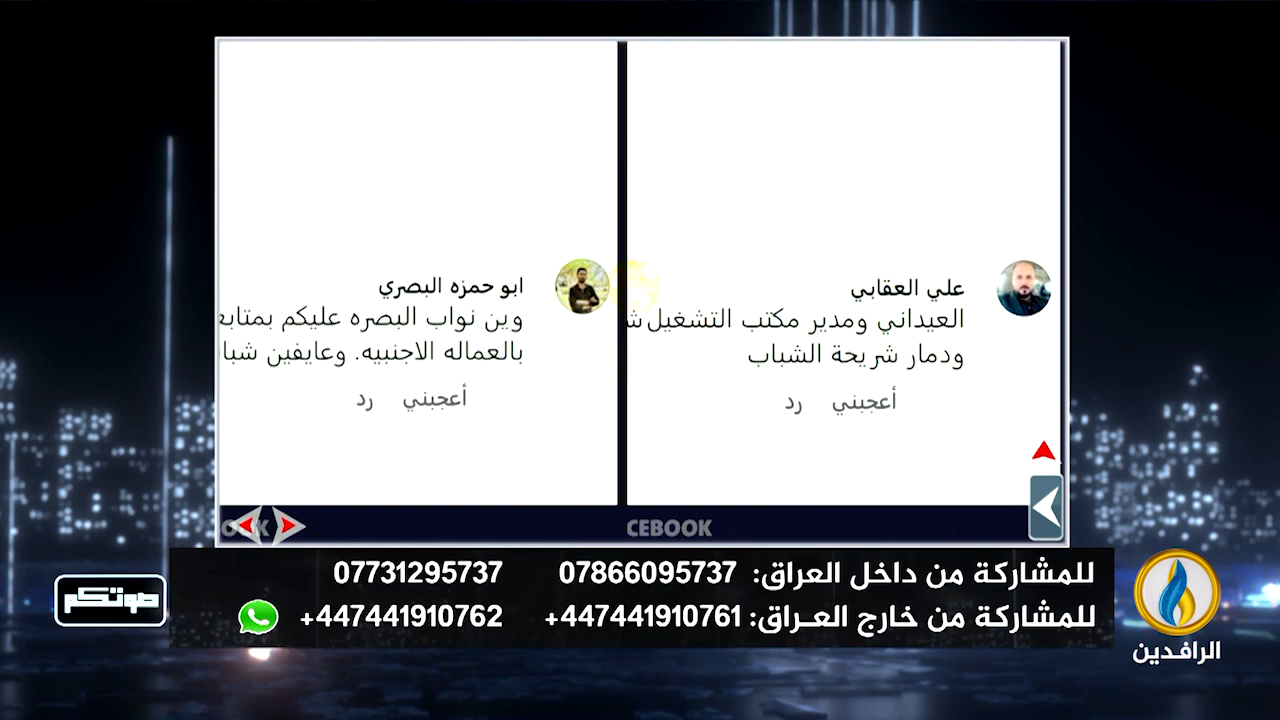 علي العقابي
العيداني ومدير مكتب التشغيل
ودمار شريحة الشباب
أعجبني رد
ابو حمزه البصري
وين نواب البصره عليكم
بالعماله الاجنبيه. وعايفين
أعجبني رد
CEBOOK
للمشاركة من داخل العراق: 07866095737 07731295737
للمشاركة من خارج العـراق: 447441910761+ 447441910762+
صوتكم
الرافدين